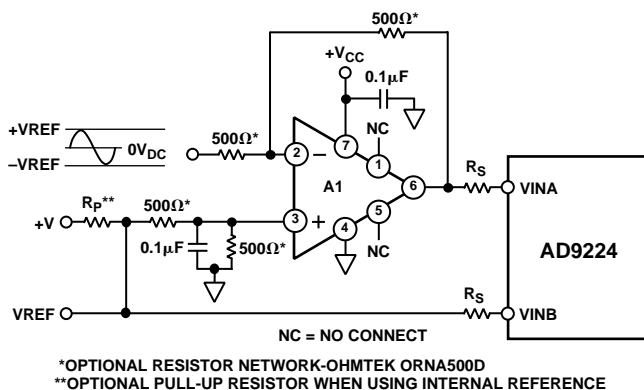 500Ω*
+VCC
0.1μF
NC
+VREF
0VDC
−VREF
500Ω*
2
−
7
1
A1
6
RS
VINA
RP**
+V
500Ω*
3
+
4
5
0.1μF
500Ω*
NC
AD9224
VREF
RS
VINB
NC = NO CONNECT
*OPTIONAL RESISTOR NETWORK-OHMTEK ORNA500D
**OPTIONAL PULL-UP RESISTOR WHEN USING INTERNAL REFERENCE